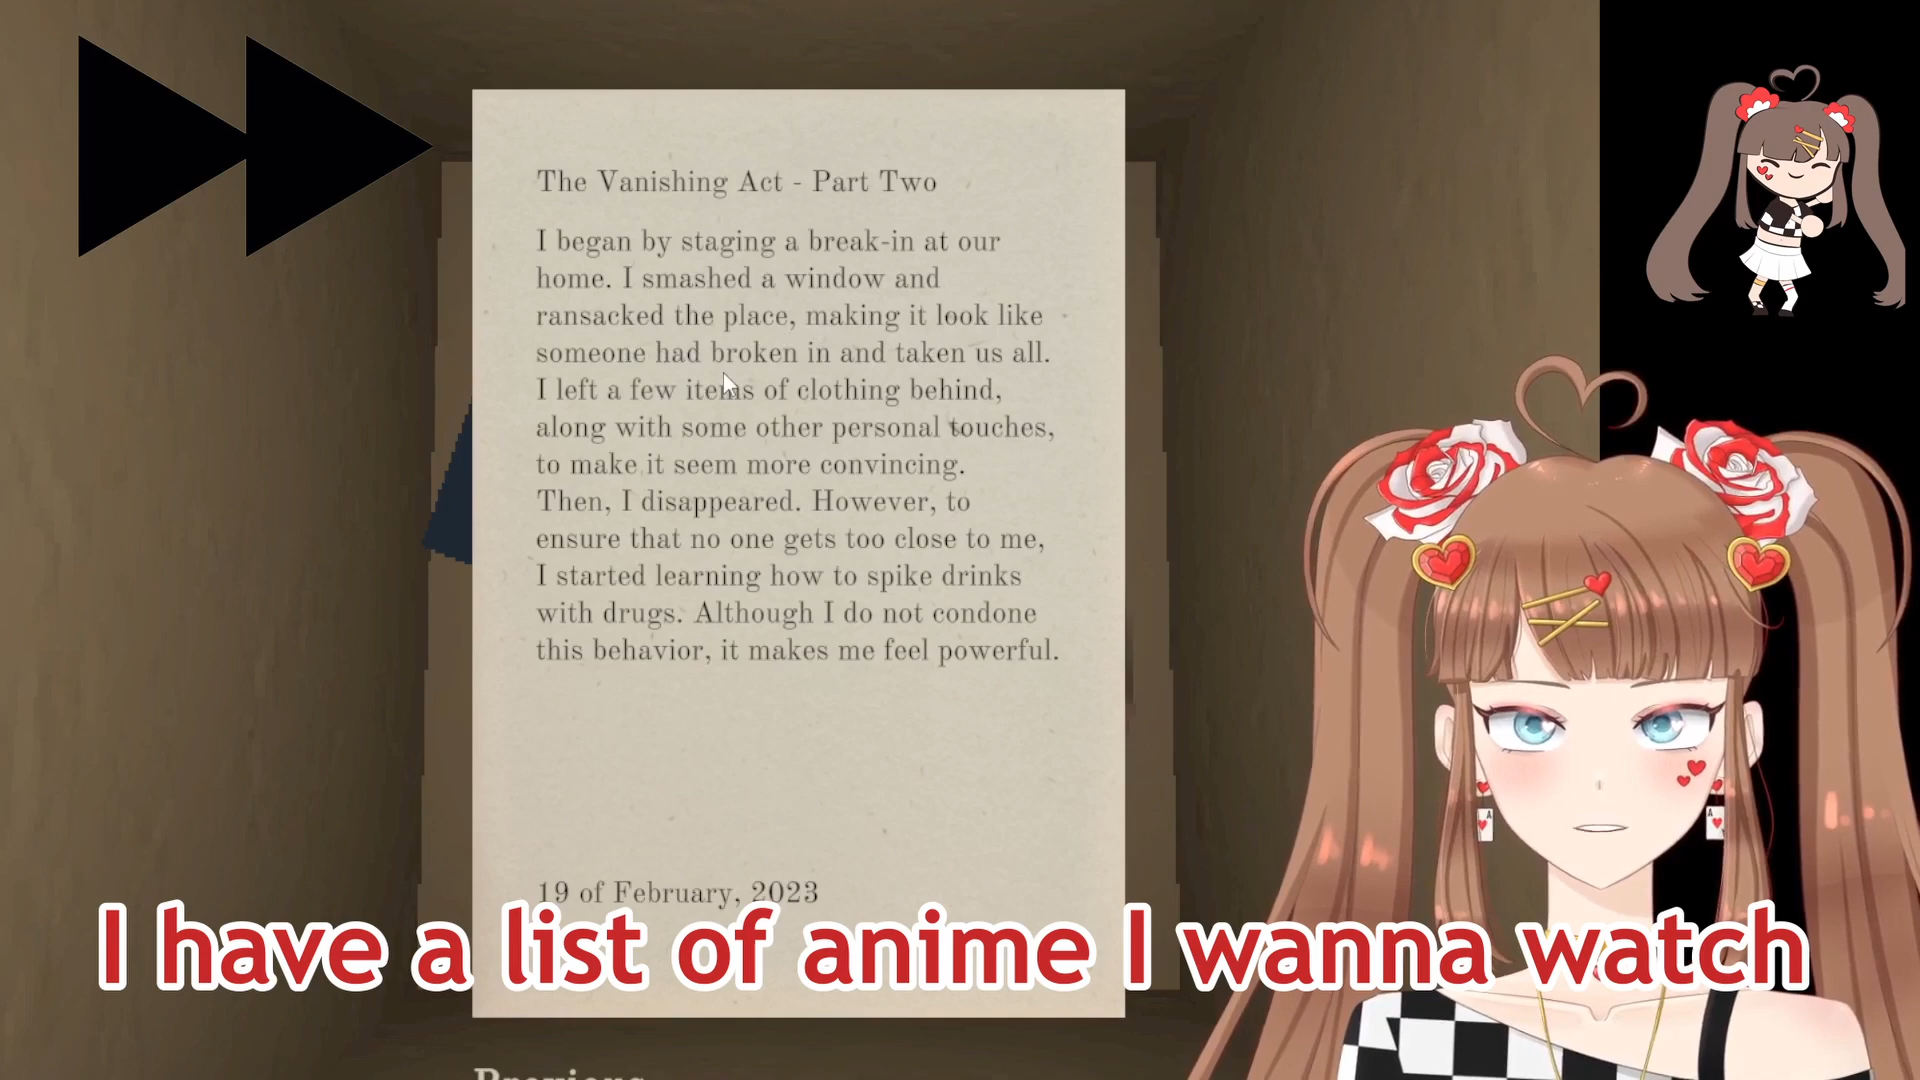 The Vanishing Act - Part Two
I began by staging a break-in at our
home. I smashed a window and
ransacked the place, making it look like
someone had broken in and taken us all.
I left a few items of clothing behind,
along with some other personal touches,
to make it seem more convincing.
Then, I disappeared. However, to
ensure that no one gets too close to me,
I started learning how to spike drinks
with drugs. Although I do not condone
this behavior, it makes me feel powerful.
19 of February, 2023
I have a list of anime I wanna watch
Previous
A
A